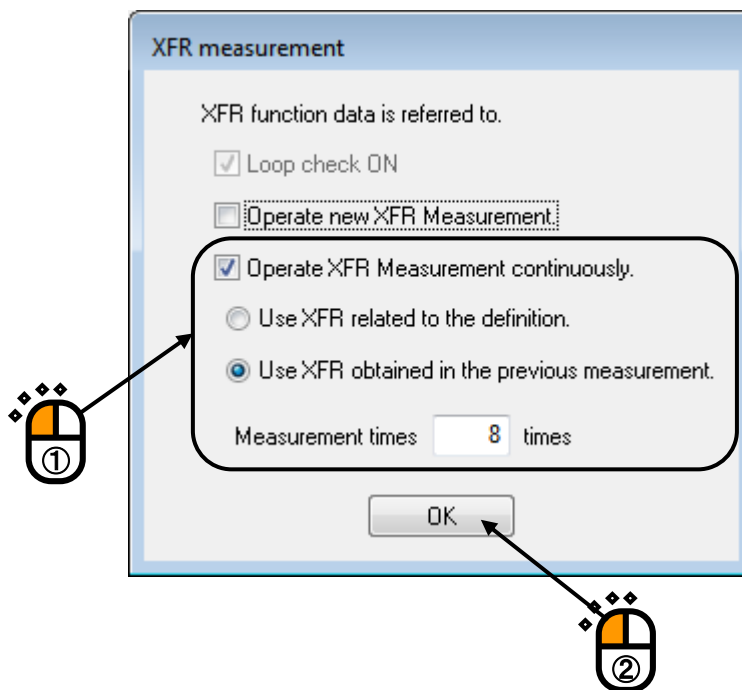 XFR measurement
XFR function data is referred to.
Loop check ON
Operate new XFR Measurement.
Operate XFR Measurement continuously.
Use XFR related to the definition.
Use XFR obtained in the previous measurement.
Measurement times 8 times
①
OK
②